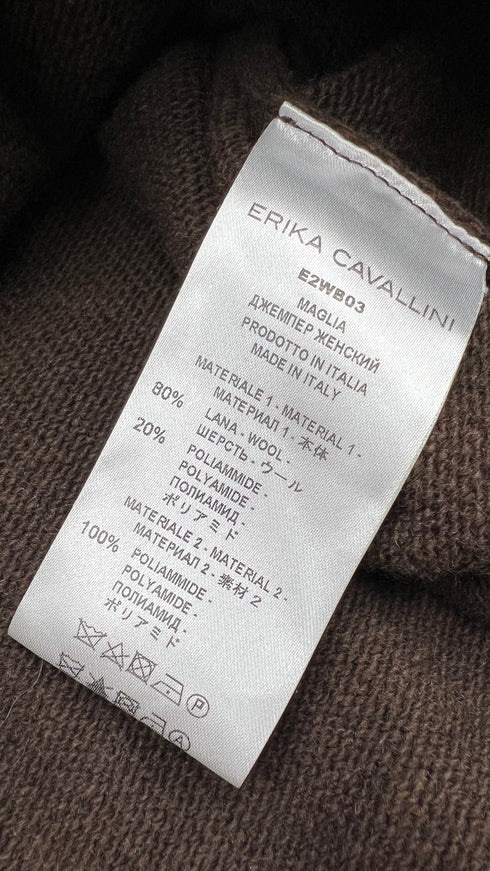 ERIKA CAVALLINI
E2WB03
MAGLIA
ДЖЕМПЕР ЖЕНСКИЙ
PRODOTTO IN ITALIA
MADE IN ITALY
MATERIALE 1 - MATERIAL 1 -
МАТЕРИАЛ 1 - 本体
80% LANA - WOOL -
ШЕРСТЬ - ウール
20% POLIAMMIDE -
POLYAMIDE -
ПОЛИАМИД -
ポリアミド
MATERIALE 2 - MATERIAL 2 -
МАТЕРИАЛ 2 - 素材 2
100% POLIAMMIDE -
POLYAMIDE -
ПОЛИАМИД -
ポリアミド
P
A